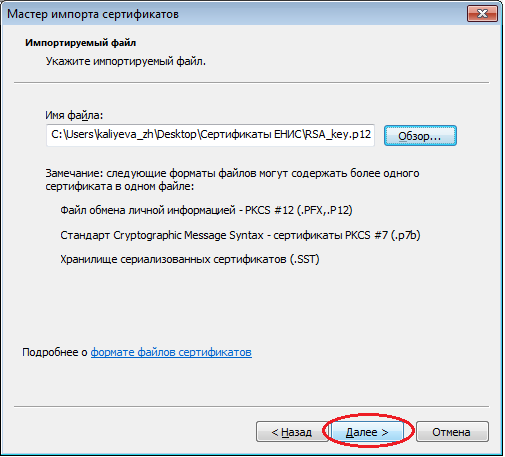 Мастер импорта сертификатов
Импортируемый файл
Укажите импортируемый файл.
Имя файла:
C:\Users\kaliyeva_zh\Desktop\Сертификаты ЕНИС\RSA_key.p12
Обзор...
Замечание: следующие форматы файлов могут содержать более одного
сертификата в одном файле:
Файл обмена личной информацией - PKCS #12 (.PFX,.P12)
Стандарт Cryptographic Message Syntax - сертификаты PKCS #7 (.p7b)
Хранилище сериализованных сертификатов (.SST)
Подробнее о формате файлов сертификатов
< Назад
Далее >
Отмена